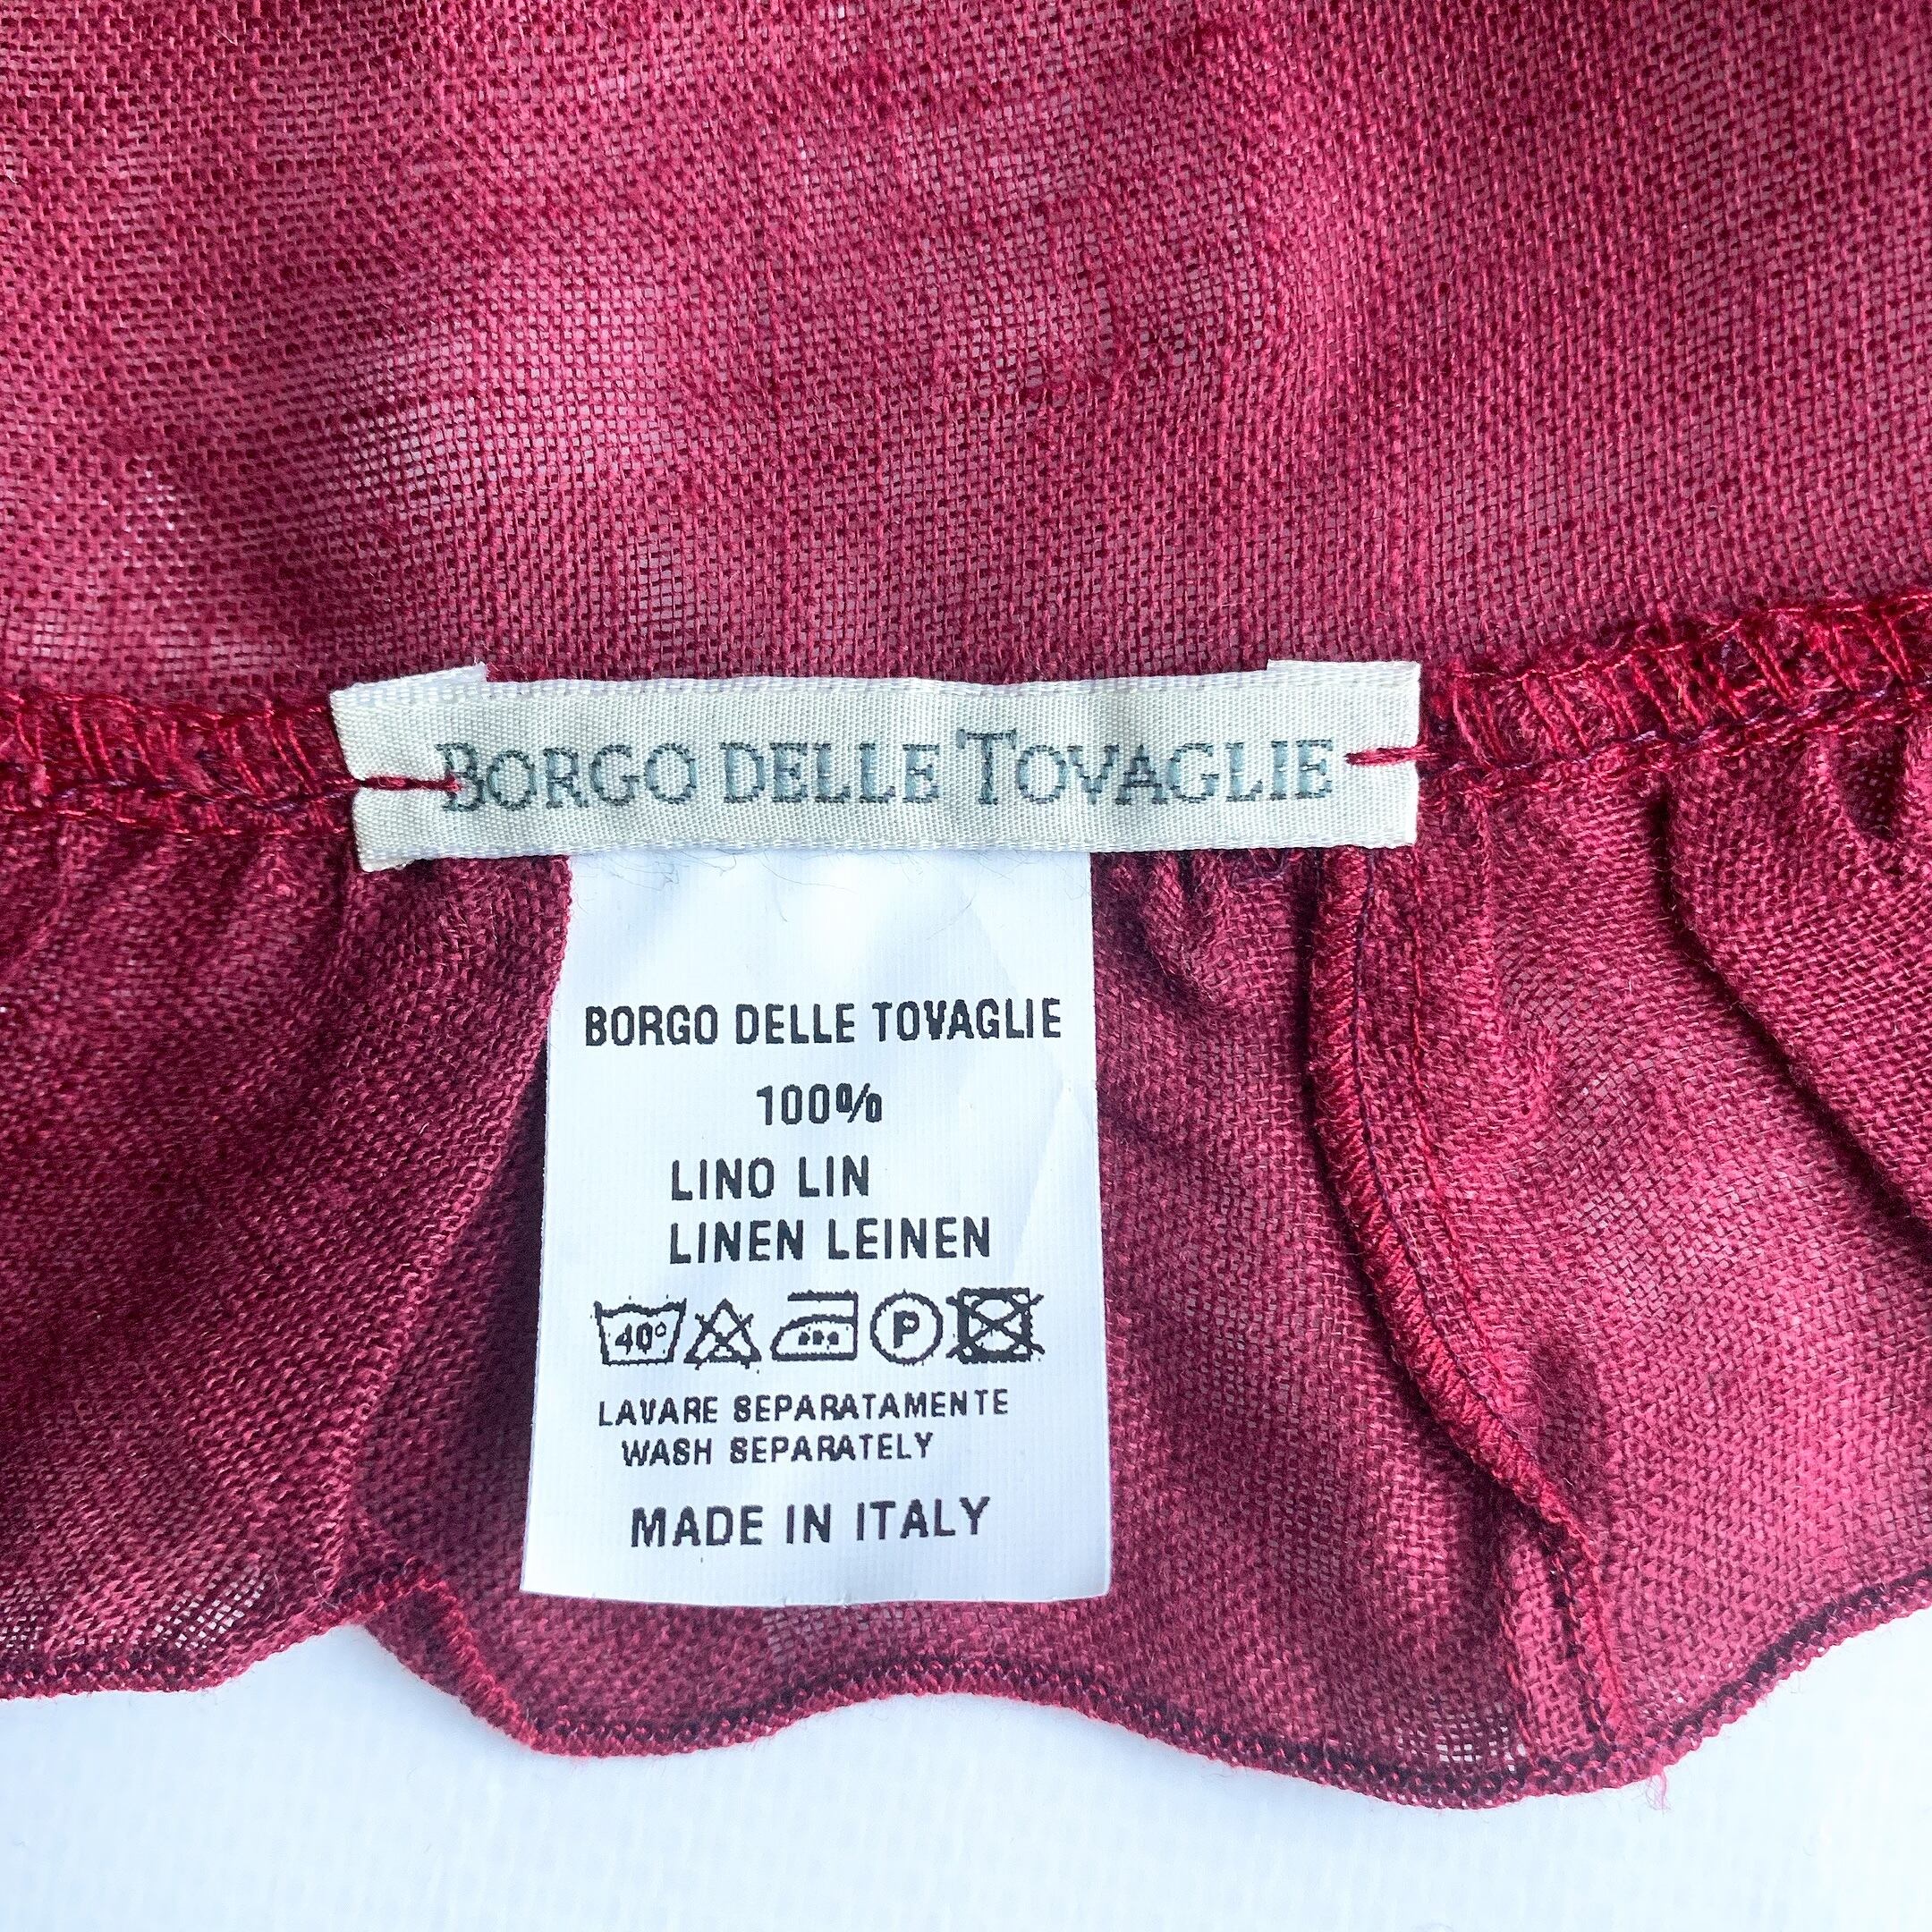 BORGO DELLE TOVAGLIE
BORGO DELLE TOVAGLIE
100%
LINO LIN
LINEN LEINEN
40° P
LAVARE SEPARATAMENTE
WASH SEPARATELY
MADE IN ITALY